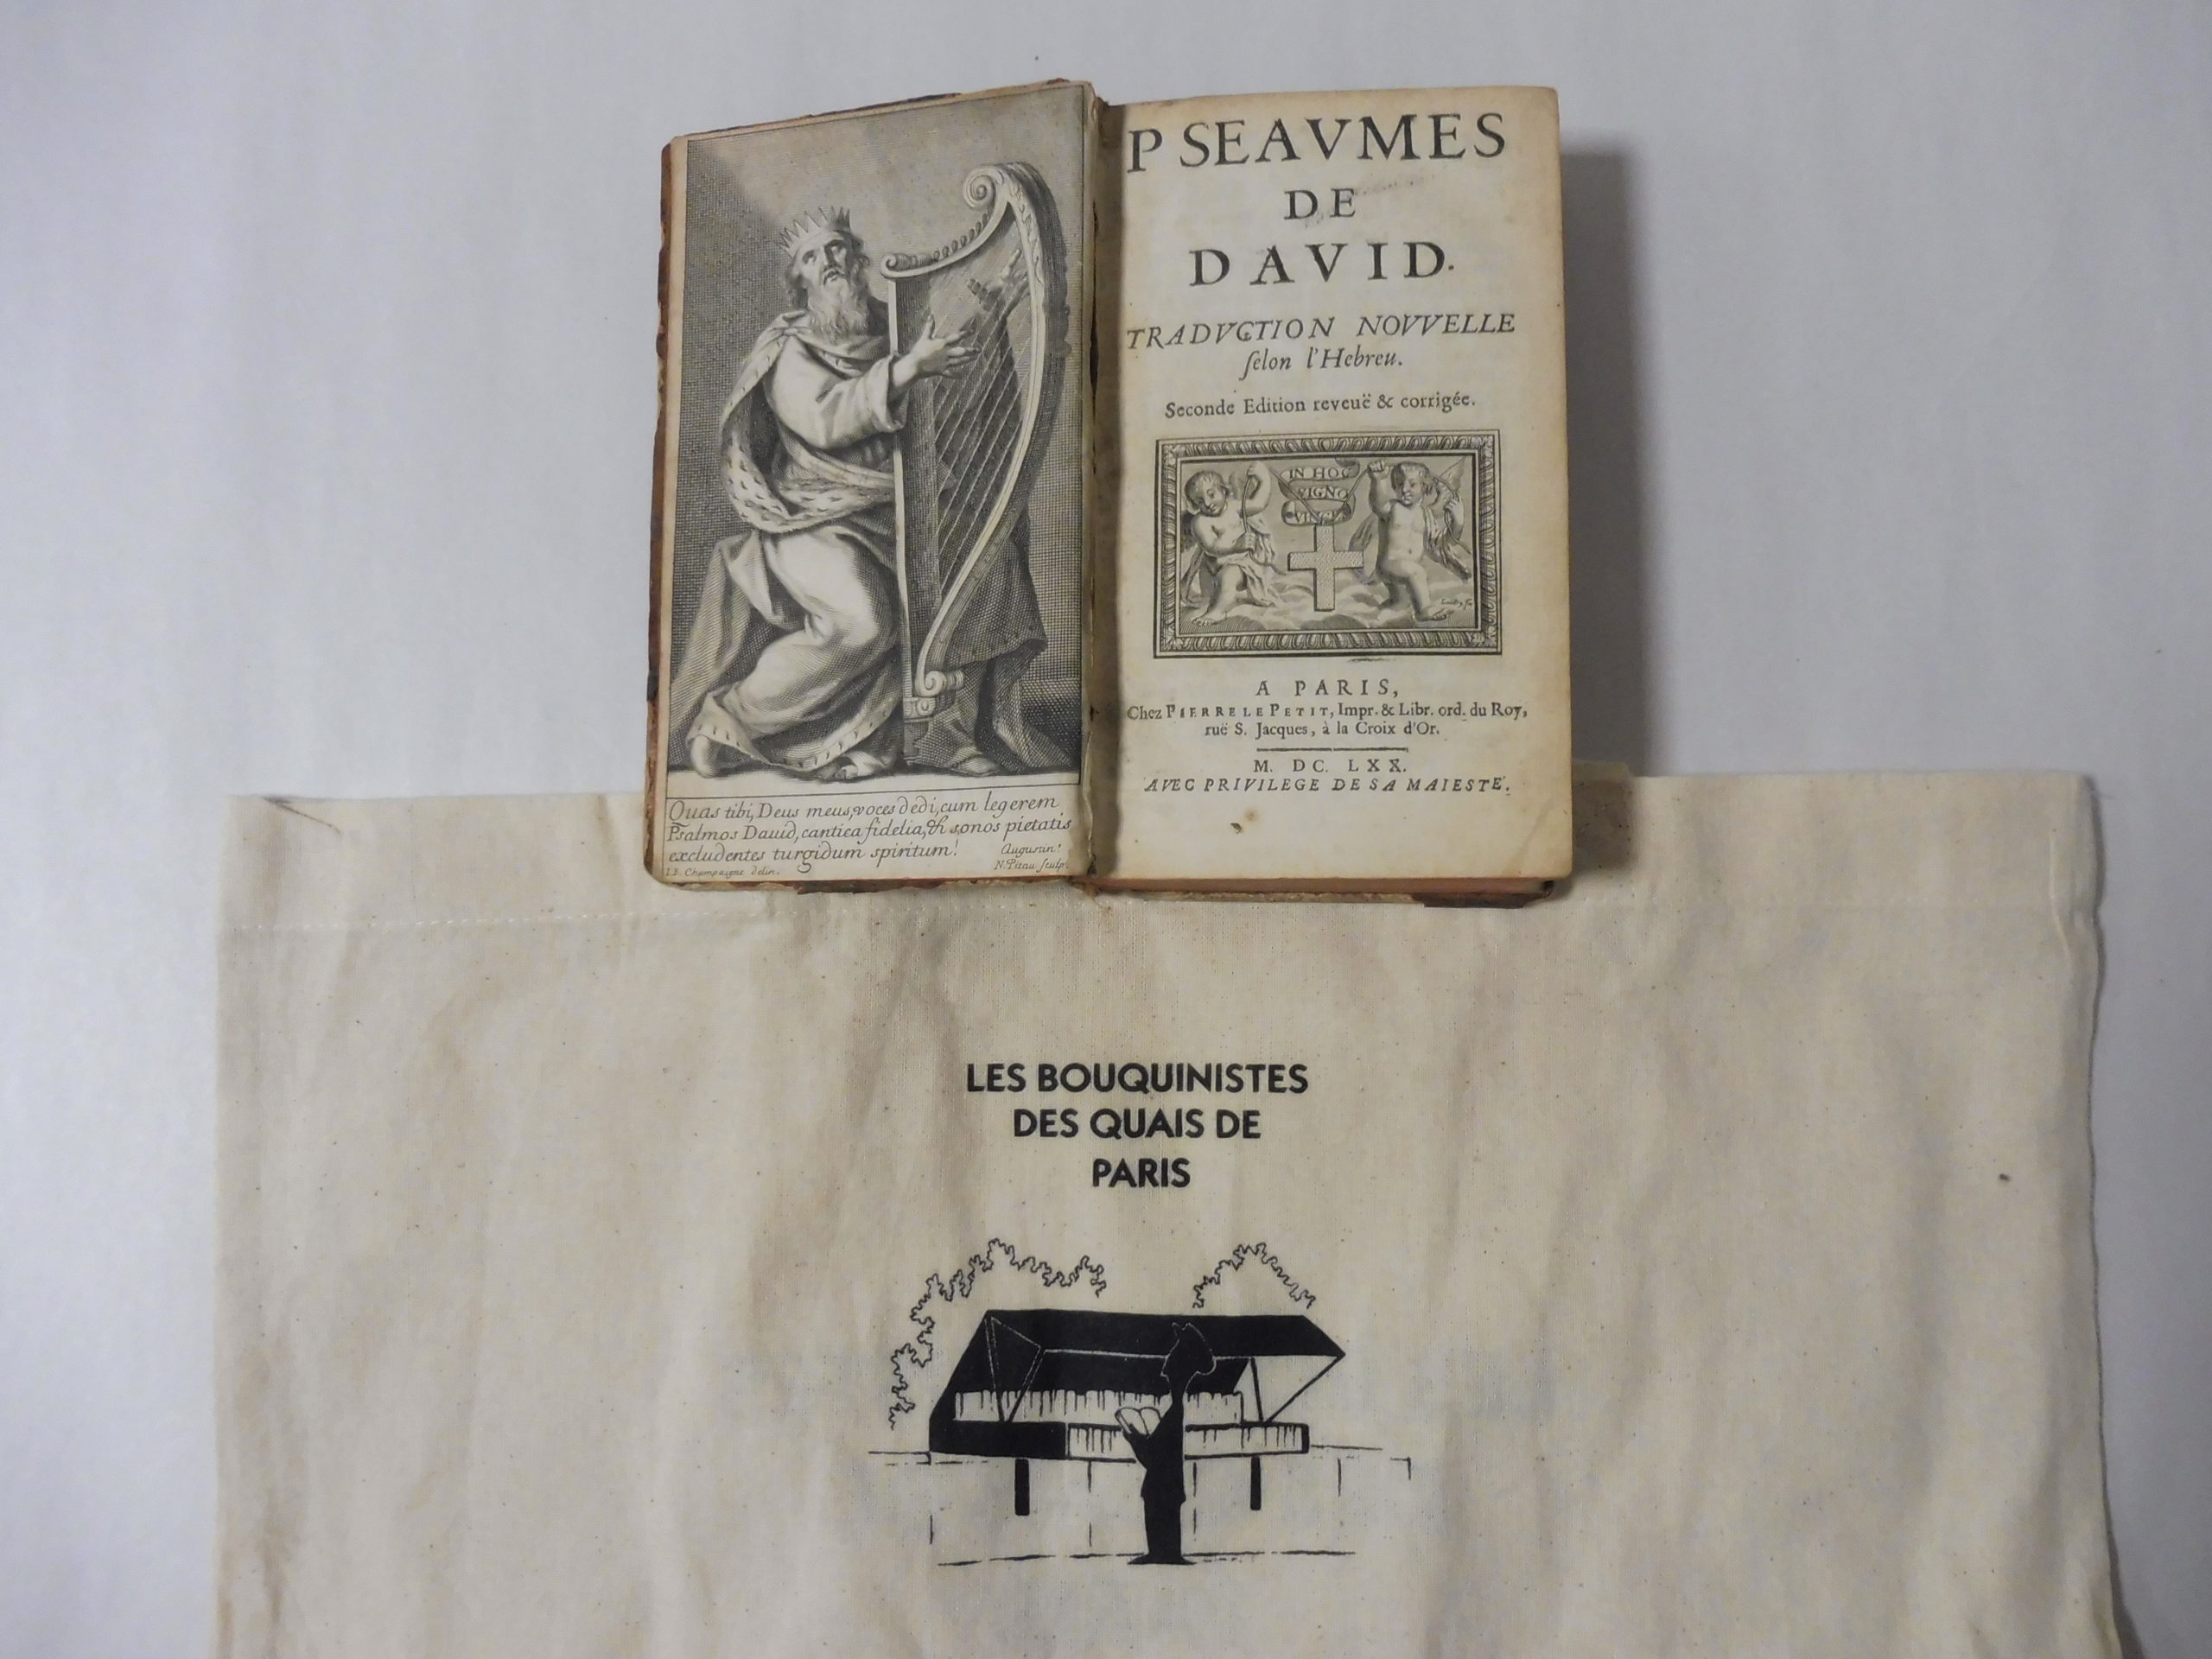 PSEAVMES
DE
DAVID.
TRADVCTION NOVVELLE
ſelon l'Hebreu.
Seconde Edition reveuë & corrigée.
IN HOC
SIGNO
VINCES
A PARIS,
Chez PIERRE LE PETIT, Impr. & Libr. ord. du Roy,
ruë S. Jacques, à la Croix d'Or.
M. DC. LXX.
AVEC PRIVILEGE DE SA MAIESTE'.
Quas tibi, Deus meus, voces dedi, cum legerem
Psalmos Dauid, cantica fidelia, & sonos pietatis
excludentes turgidum spiritum!
Augustin'
I.B. Champaigne delin.
N. Pitau ſculp.
LES BOUQUINISTES
DES QUAIS DE
PARIS